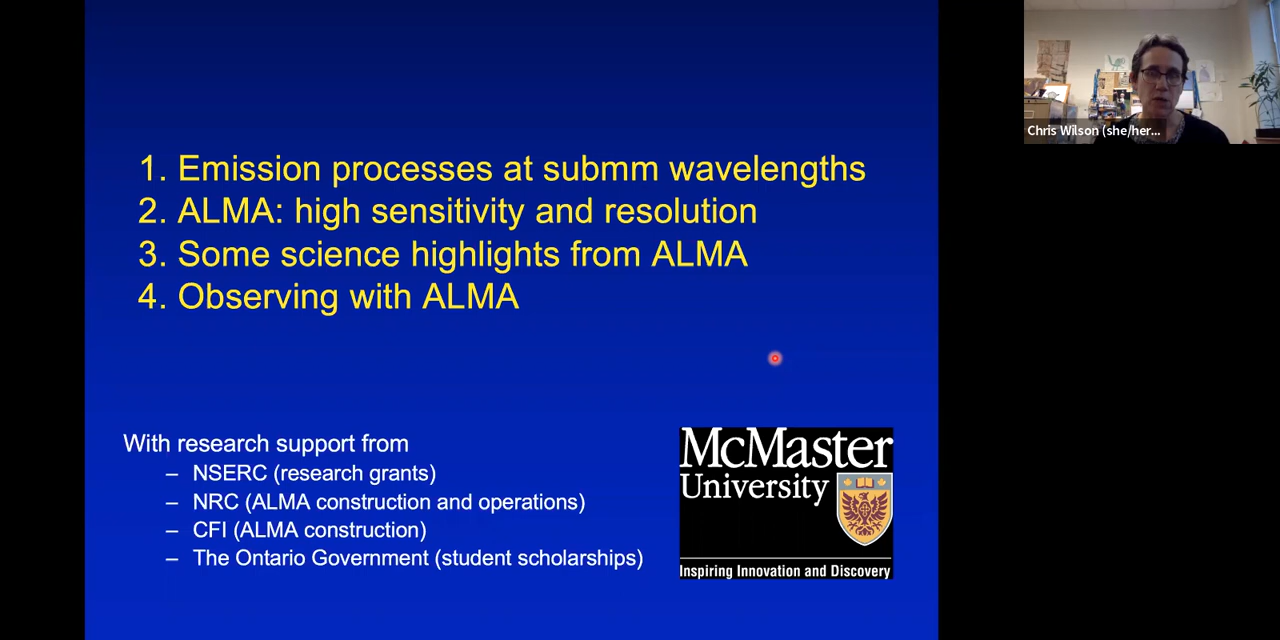 1. Emission processes at submm wavelengths
2. ALMA: high sensitivity and resolution
3. Some science highlights from ALMA
4. Observing with ALMA
With research support from
– NSERC (research grants)
– NRC (ALMA construction and operations)
– CFI (ALMA construction)
– The Ontario Government (student scholarships)
McMaster
University
Inspiring Innovation and Discovery
Chris Wilson (she/her...